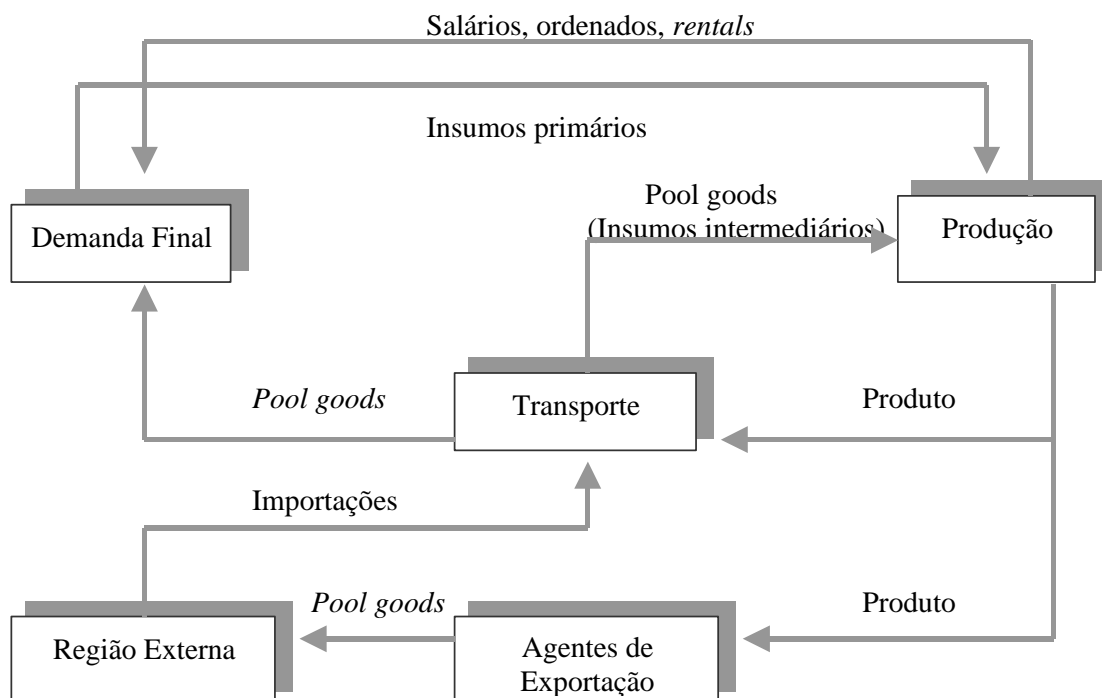 Salários, ordenados, rentals
Insumos primários
Pool goods
(Insumos intermediários)
Demanda Final
Produção
Pool goods
Transporte
Produto
Importações
Pool goods
Produto
Região Externa
Agentes de
Exportação